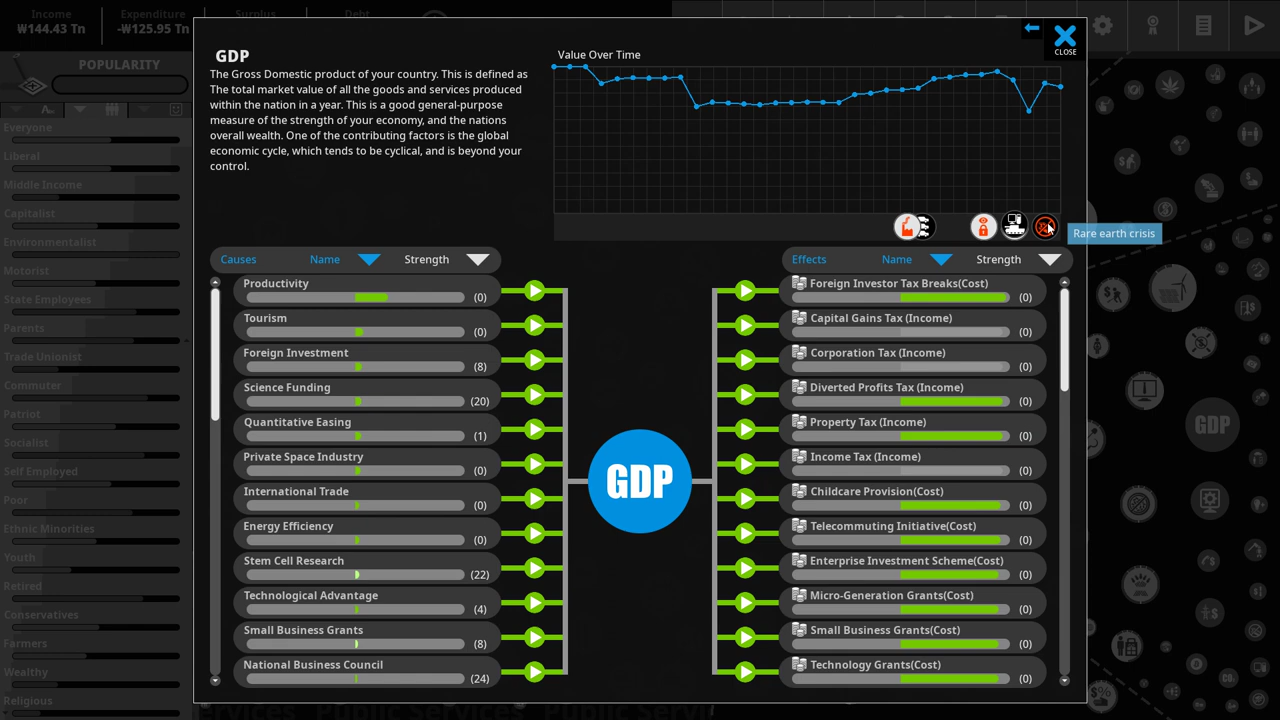 Income
Expenditure
Surplus
Debt
₩144.43 Tn
-₩125.95 Tn
CLOSE
GDP
Value Over Time
POPULARITY
The Gross Domestic product of your country. This is defined as
The total market value of all the goods and services produced
within the nation in a year. This is a good general-purpose
measure of the strength of your economy, and the nations
overall wealth. One of the contributing factors is the global
economic cycle, which tends to be cyclical, and is beyond your
control.
Everyone
Liberal
Middle Income
Capitalist
Environmentalist
Motorist
State Employees
Parents
Trade Unionist
Commuter
Patriot
Socialist
Self Employed
Poor
Ethnic Minorities
Youth
Retired
Conservatives
Farmers
Wealthy
Religious
Rare earth crisis
Causes Name Strength
Productivity
(0)
Tourism
(0)
Foreign Investment
(8)
Science Funding
(20)
Quantitative Easing
(1)
Private Space Industry
(0)
International Trade
(0)
Energy Efficiency
(0)
Stem Cell Research
(22)
Technological Advantage
(4)
Small Business Grants
(8)
National Business Council
(24)
GDP
Effects Name Strength
Foreign Investor Tax Breaks(Cost)
(0)
Capital Gains Tax (Income)
(0)
Corporation Tax (Income)
(0)
Diverted Profits Tax (Income)
(0)
Property Tax (Income)
(0)
Income Tax (Income)
(0)
Childcare Provision(Cost)
(0)
Telecommuting Initiative(Cost)
(0)
Enterprise Investment Scheme(Cost)
(0)
Micro-Generation Grants(Cost)
(0)
Small Business Grants(Cost)
(0)
Technology Grants(Cost)
(0)
GDP